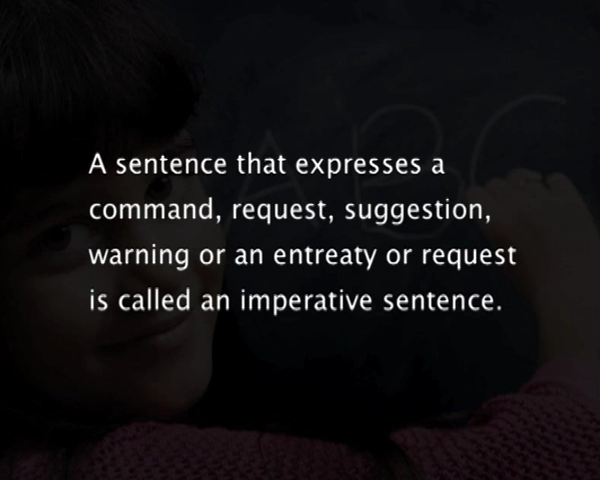 A B C
A sentence that expresses a
command, request, suggestion,
warning or an entreaty or request
is called an imperative sentence.